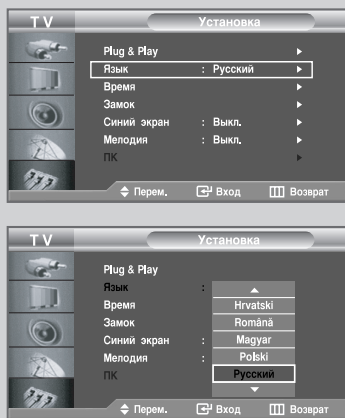 TV Установка
Plug & Play
Язык : Русский
Время
Замок
Синий экран : Выкл.
Мелодия : Выкл.
ПК
Перем. Вход Возврат
TV Установка
Plug & Play
Язык :
Время Hrvatski
Замок Română
Синий экран : Magyar
Мелодия : Polski
ПК Русский
Перем. Вход Возврат